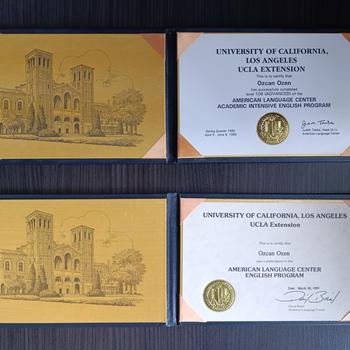 UNIVERSITY OF CALIFORNIA,
LOS ANGELES
UCLA EXTENSION
This is to certify that
Ozcan Ozen
has successfully completed
level 106 (ADVANCED) of the
AMERICAN LANGUAGE CENTER
ACADEMIC INTENSIVE ENGLISH PROGRAM
Spring Quarter
American Language Center
UNIVERSITY OF CALIFORNIA, LOS ANGELES
UCLA Extension
This is to certify that
Ozcan Ozen
was a participant in the
AMERICAN LANGUAGE CENTER
ENGLISH PROGRAM
Date: March
American Language Center